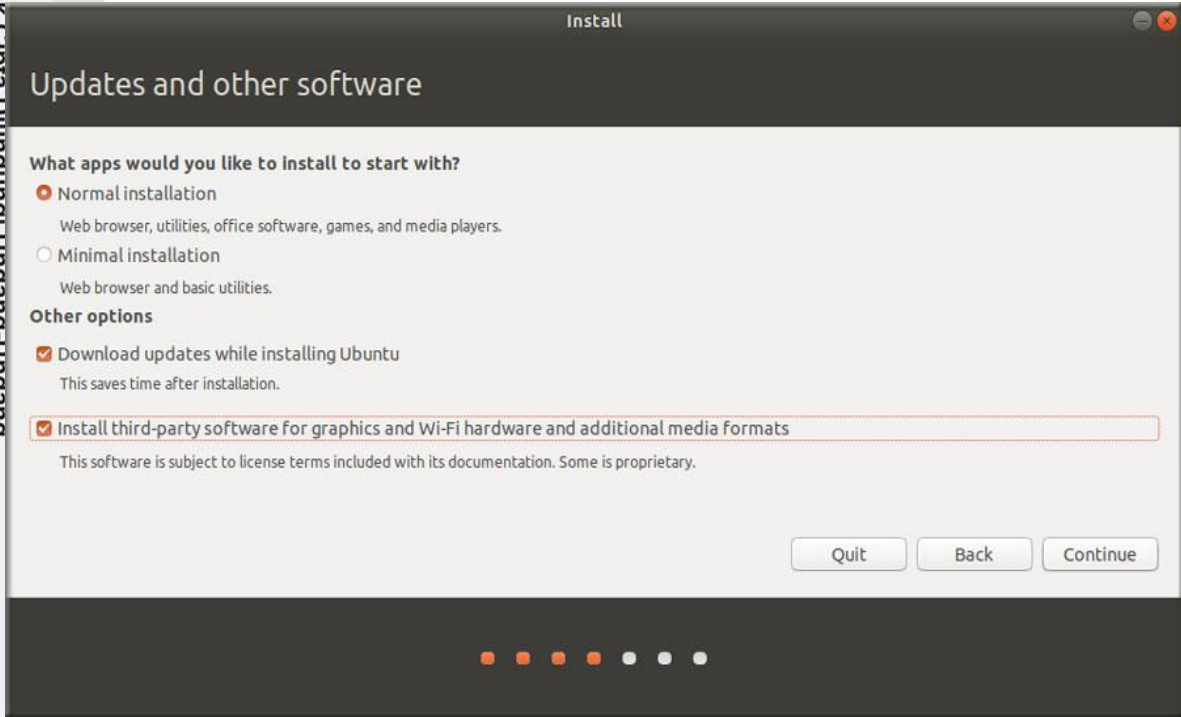 Install
Updates and other software
What apps would you like to install to start with?
Normal installation
Web browser, utilities, office software, games, and media players.
Minimal installation
Web browser and basic utilities.
Other options
Download updates while installing Ubuntu
This saves time after installation.
Install third-party software for graphics and Wi-Fi hardware and additional media formats
This software is subject to license terms included with its documentation. Some is proprietary.
Quit
Back
Continue